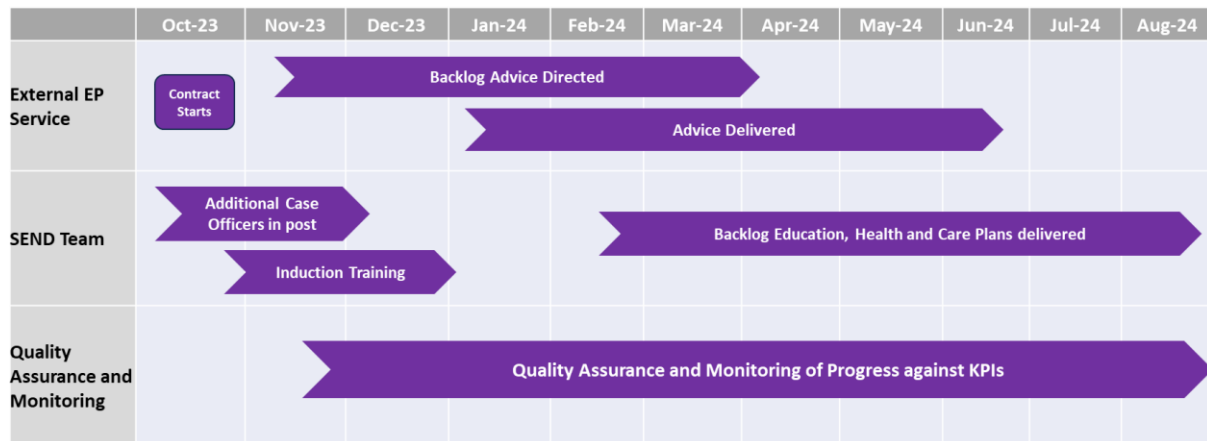 Oct-23 Nov-23 Dec-23 Jan-24 Feb-24 Mar-24 Apr-24 May-24 Jun-24 Jul-24 Aug-24
External EP
Service
Contract
Starts
Backlog Advice Directed
Advice Delivered
SEND Team
Additional Case
Officers in post
Induction Training
Backlog Education, Health and Care Plans delivered
Quality
Assurance and
Monitoring
Quality Assurance and Monitoring of Progress against KPIs